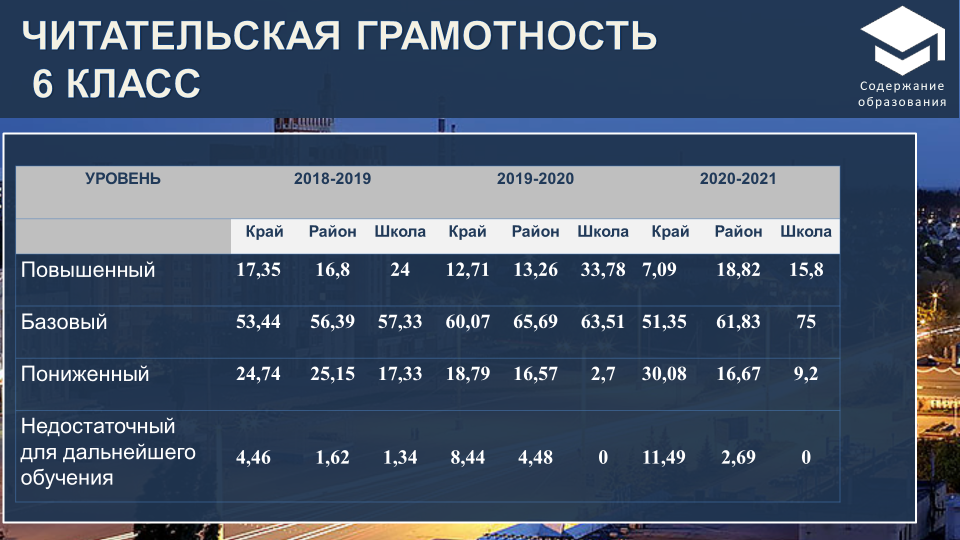 ЧИТАТЕЛЬСКАЯ ГРАМОТНОСТЬ
6 КЛАСС
Содержание
образования
УРОВЕНЬ 2018-2019 2019-2020 2020-2021
Край Район Школа Край Район Школа Край Район Школа
Повышенный 17,35 16,8 24 12,71 13,26 33,78 7,09 18,82 15,8
Базовый 53,44 56,39 57,33 60,07 65,69 63,51 51,35 61,83 75
Пониженный 24,74 25,15 17,33 18,79 16,57 2,7 30,08 16,67 9,2
Недостаточный
для дальнейшего
обучения
4,46 1,62 1,34 8,44 4,48 0 11,49 2,69 0